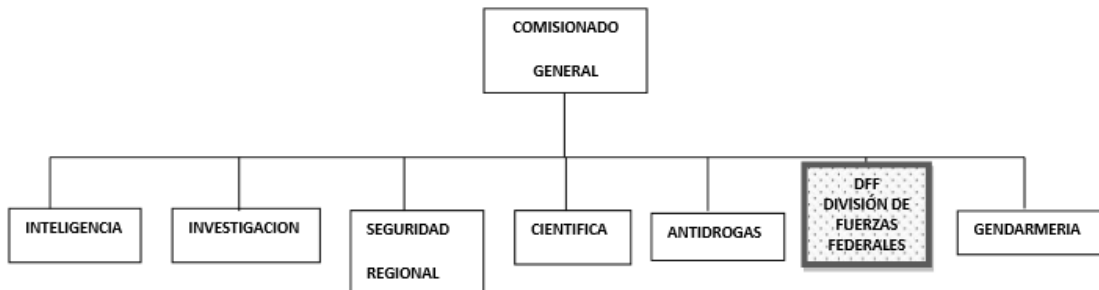 COMISIONADO
GENERAL
INTELIGENCIA
INVESTIGACION
SEGURIDAD
REGIONAL
CIENTIFICA
ANTIDROGAS
DFF
DIVISIÓN DE
FUERZAS
FEDERALES
GENDARMERIA